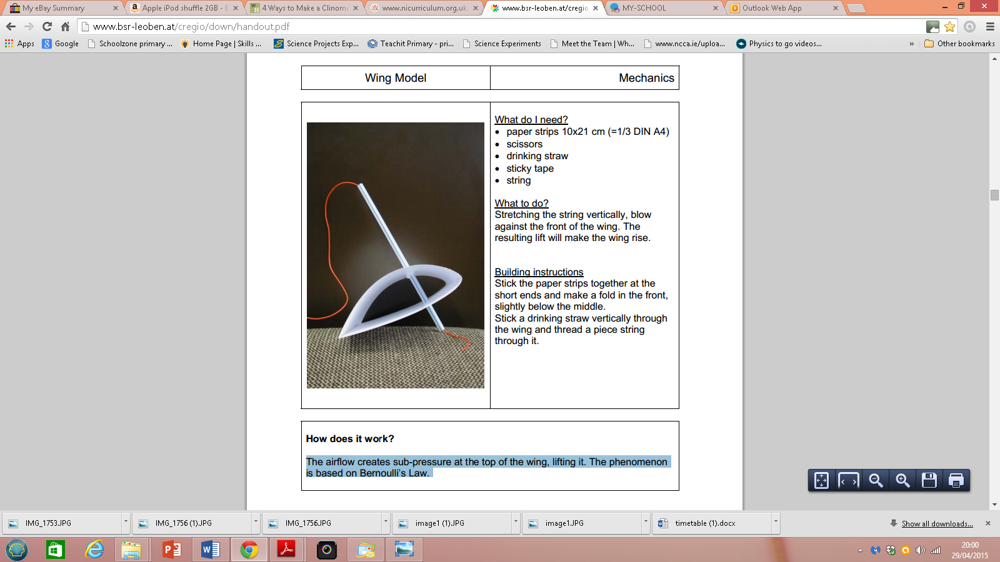 My eBay Summary
Apple iPod shuffle 2GB - E
4 Ways to Make a Clinome
www.nicurriculum.org.uk
www.bsr-leoben.at/cregio
MY-SCHOOL
Outlook Web App
www.bsr-leoben.at/cregio/down/handout.pdf
Apps
Google
Schoolzone primary ...
Home Page | Skills ...
Science Projects Exp...
Teachit Primary - pri...
Science Experiments
Meet the Team | Wh...
www.ncca.ie/uploa...
Physics to go videos...
»
Other bookmarks
Wing Model
Mechanics
What do I need?
• paper strips 10x21 cm (=1/3 DIN A4)
• scissors
• drinking straw
• sticky tape
• string
What to do?
Stretching the string vertically, blow
against the front of the wing. The
resulting lift will make the wing rise.
Building instructions
Stick the paper strips together at the
short ends and make a fold in the front,
slightly below the middle.
Stick a drinking straw vertically through
the wing and thread a piece string
through it.
How does it work?
The airflow creates sub-pressure at the top of the wing, lifting it. The phenomenon
is based on Bernoulli's Law.
IMG_1753.JPG
IMG_1756 (1).JPG
IMG_1756.JPG
image1 (1).JPG
image1.JPG
timetable (1).docx
Show all downloads...
20:00
29/04/2015